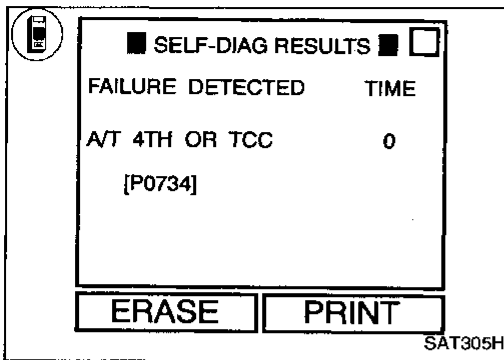 SELF-DIAG RESULTS
FAILURE DETECTED TIME
A/T 4TH OR TCC 0
[P0734]
ERASE PRINT
SAT305H